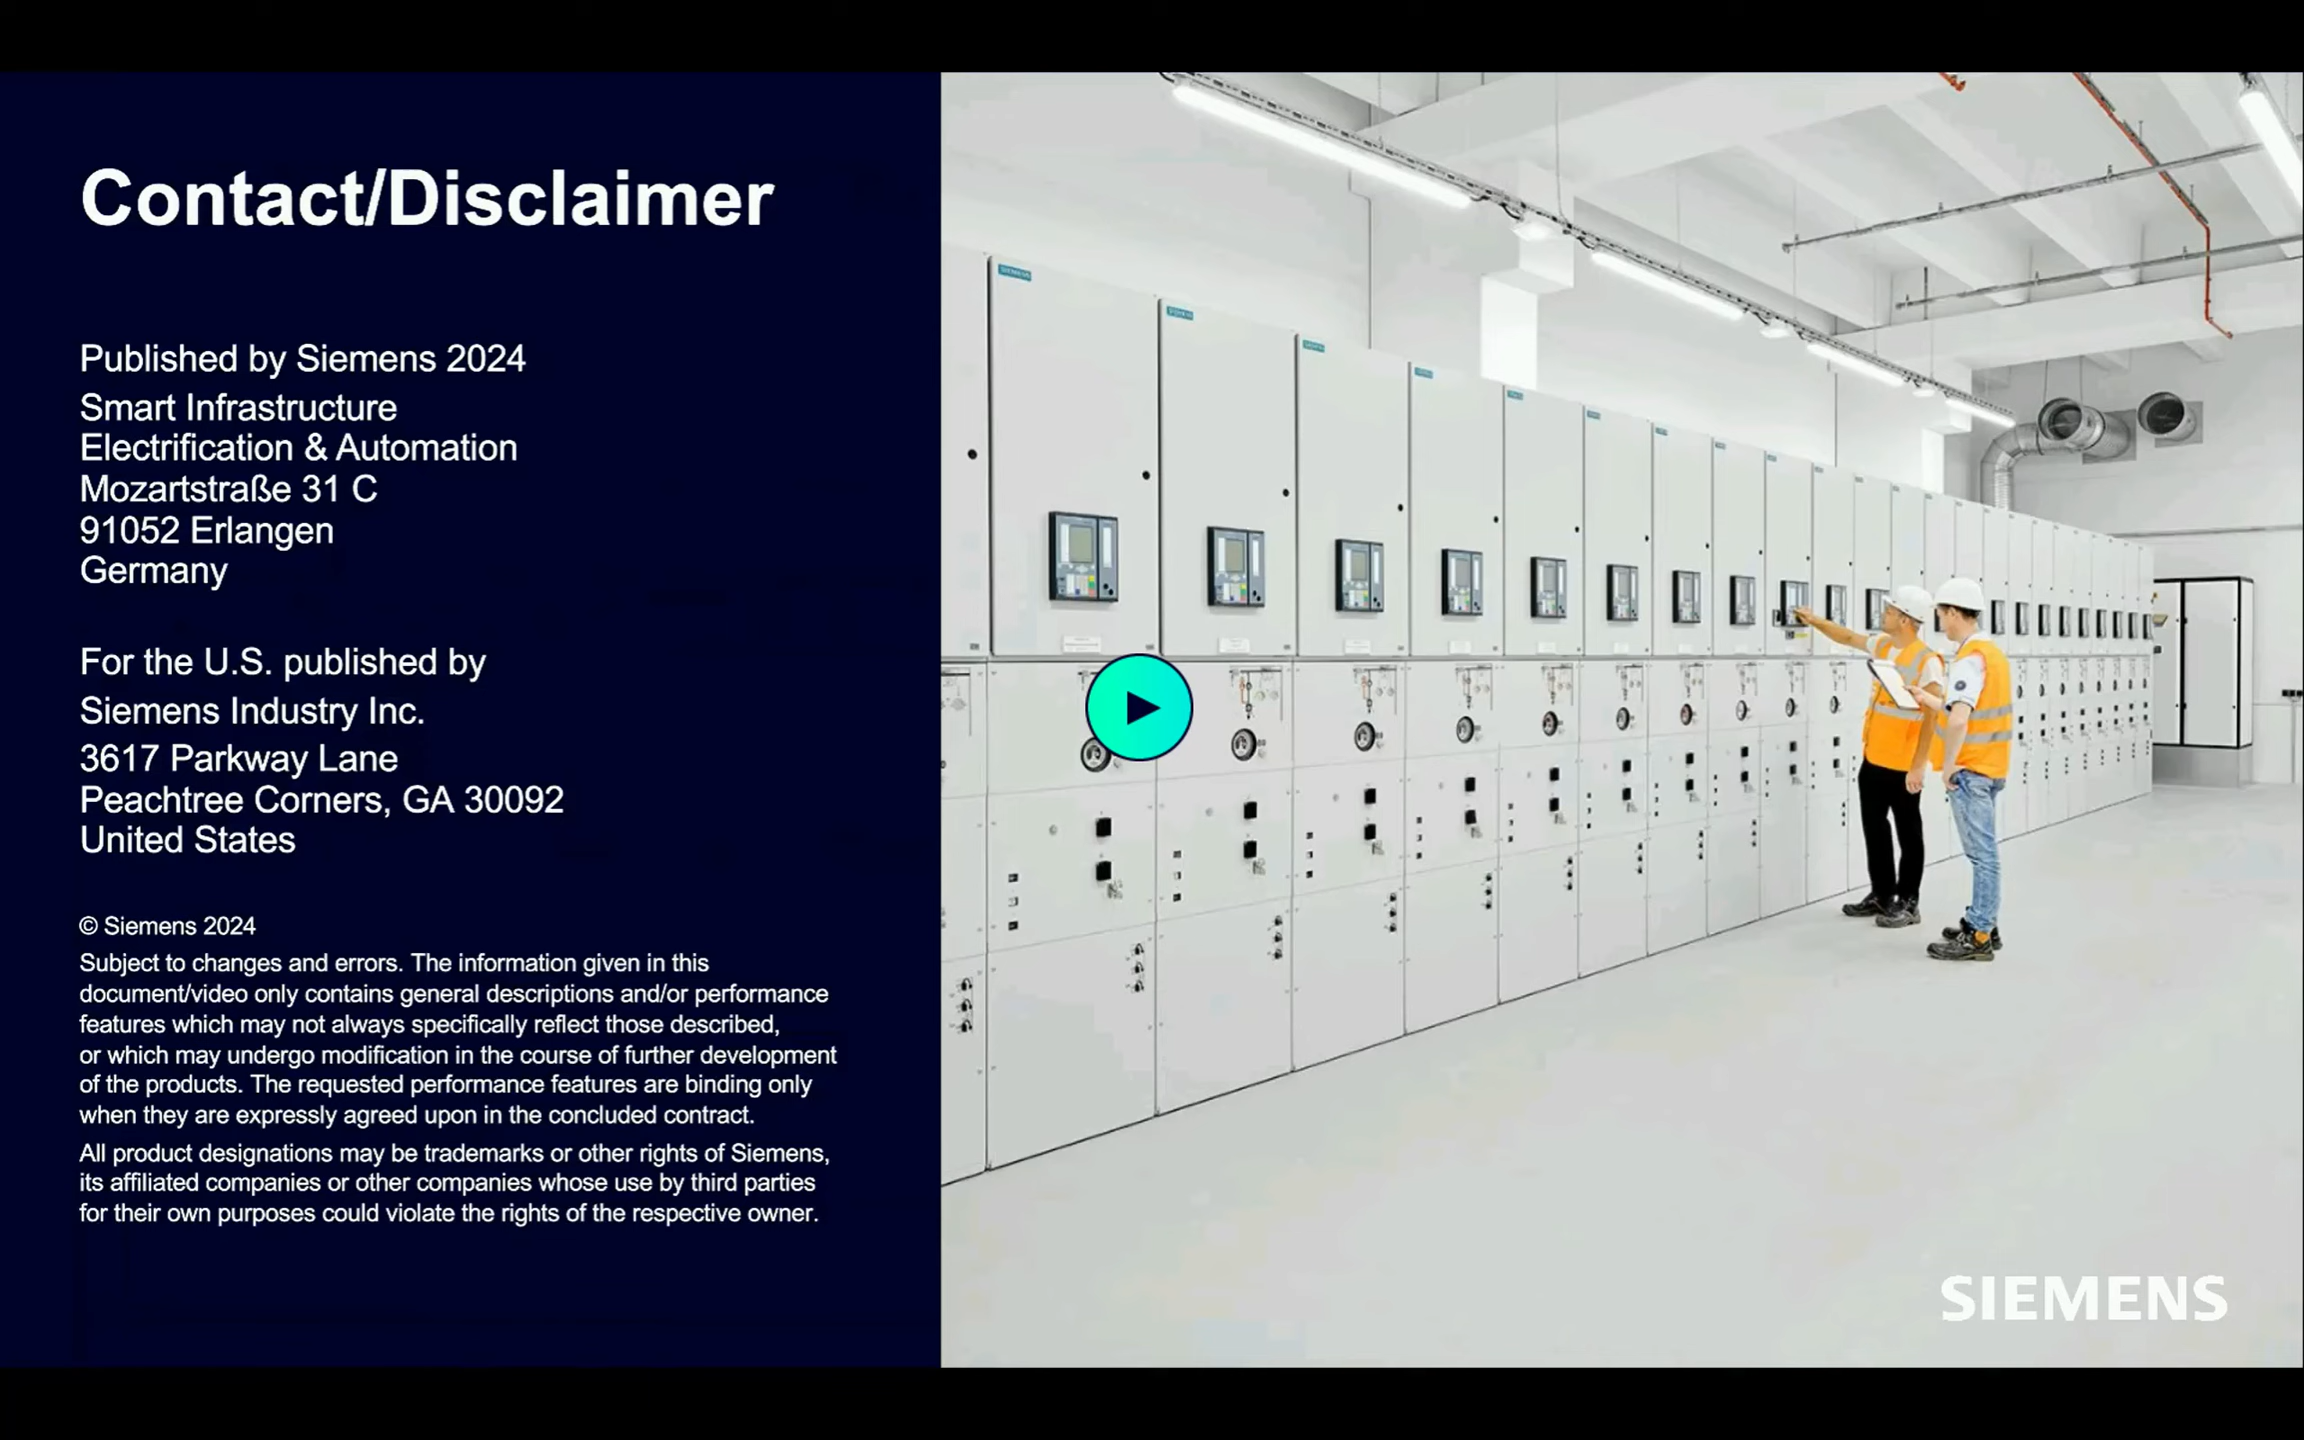 Contact/Disclaimer
Published by Siemens 2024
Smart Infrastructure
Electrification & Automation
Mozartstraße 31 C
91052 Erlangen
Germany
For the U.S. published by
Siemens Industry Inc.
3617 Parkway Lane
Peachtree Corners, GA 30092
United States
© Siemens 2024
Subject to changes and errors. The information given in this
document/video only contains general descriptions and/or performance
features which may not always specifically reflect those described,
or which may undergo modification in the course of further development
of the products. The requested performance features are binding only
when they are expressly agreed upon in the concluded contract.
All product designations may be trademarks or other rights of Siemens,
its affiliated companies or other companies whose use by third parties
for their own purposes could violate the rights of the respective owner.
SIEMENS
SIEMENS